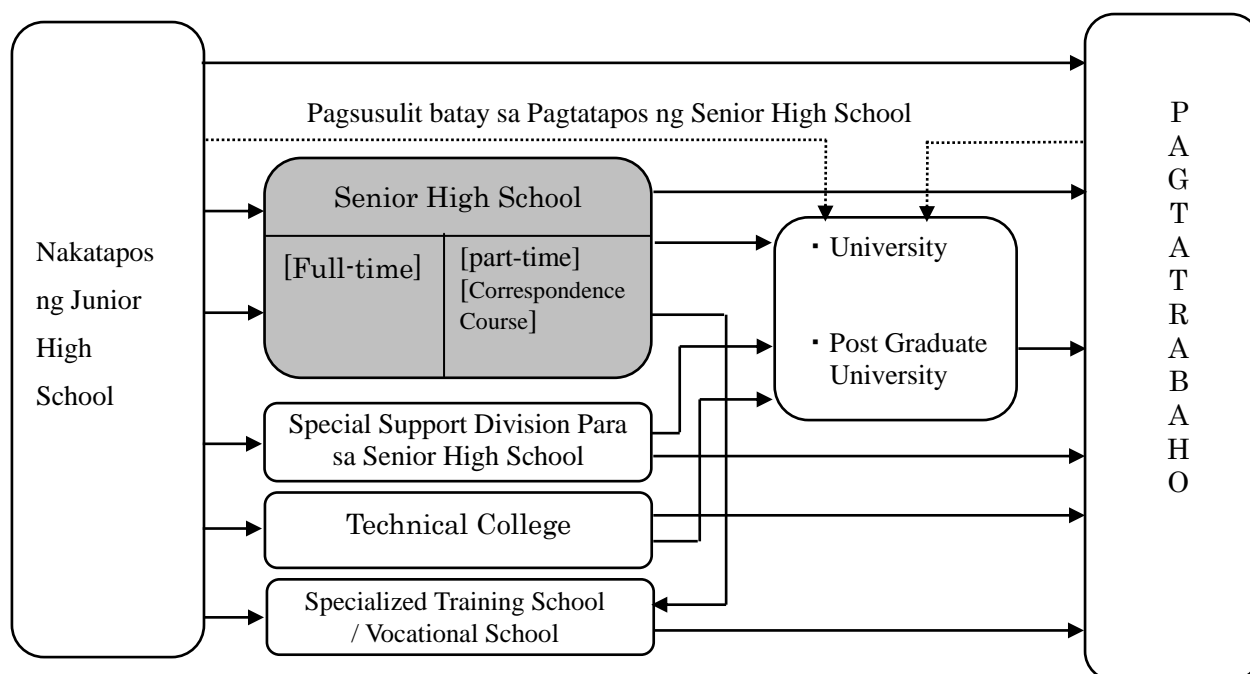 Pagsusulit batay sa Pagtatapos ng Senior High School
Nakatapos
ng Junior
High
School
Senior High School
[Full-time]
[part-time]
[Correspondence
Course]
Special Support Division Para
sa Senior High School
Technical College
Specialized Training School
/ Vocational School
・University
・Post Graduate
University
P
A
G
T
A
T
R
A
B
A
H
O